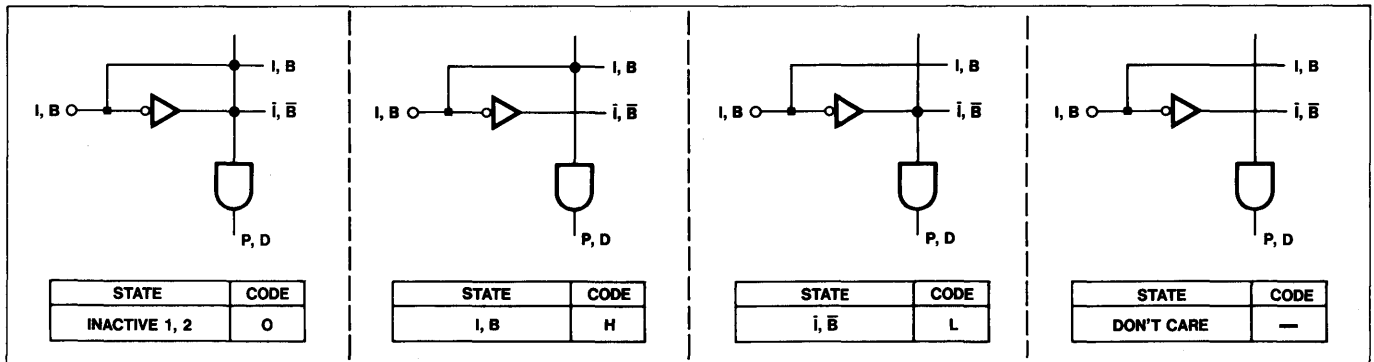 I, B
I, B
Ī, B̅
P, D
STATE CODE
INACTIVE 1, 2 O
I, B
I, B
Ī, B̅
P, D
STATE CODE
I, B H
I, B
I, B
Ī, B̅
P, D
STATE CODE
Ī, B̅ L
I, B
I, B
Ī, B̅
P, D
STATE CODE
DON'T CARE —